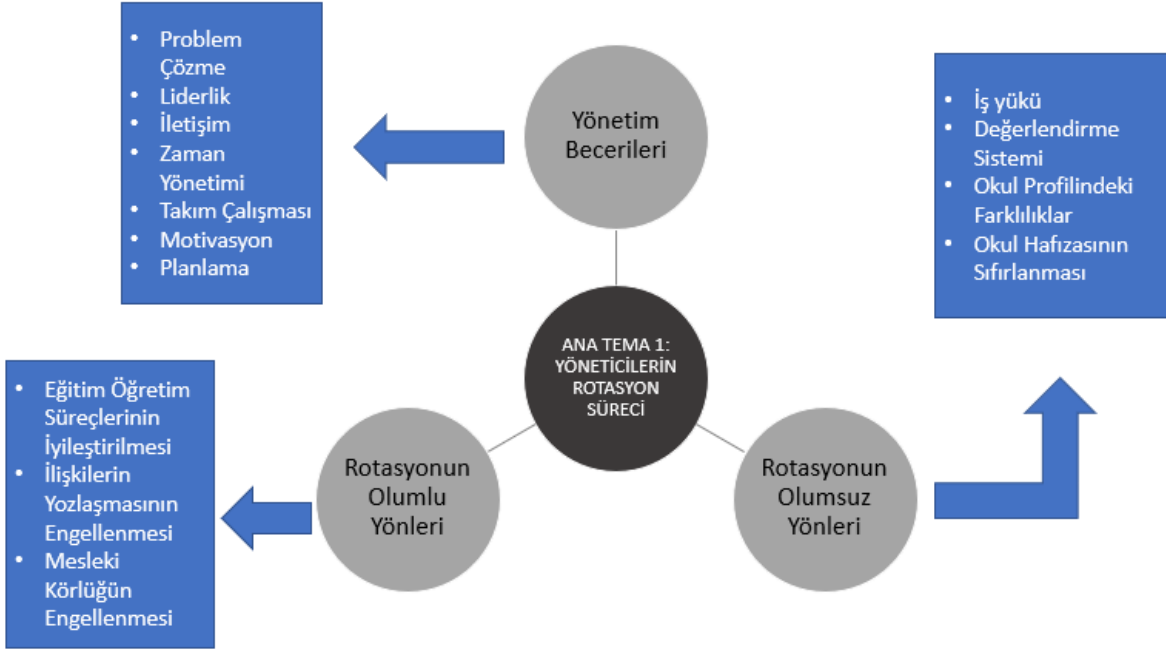 • Problem
Çözme
• Liderlik
• İletişim
• Zaman
Yönetimi
• Takım Çalışması
• Motivasyon
• Planlama
Yönetim
Becerileri
• İş yükü
• Değerlendirme
Sistemi
• Okul Profilindeki
Farklılıklar
• Okul Hafızasının
Sıfırlanması
ANA TEMA 1:
YÖNETİCİLERİN
ROTASYON
SÜRECİ
• Eğitim Öğretim
Süreçlerinin
İyileştirilmesi
• İlişkilerin
Yozlaşmasının
Engellenmesi
• Mesleki
Körlüğün
Engellenmesi
Rotasyonun
Olumlu
Yönleri
Rotasyonun
Olumsuz
Yönleri